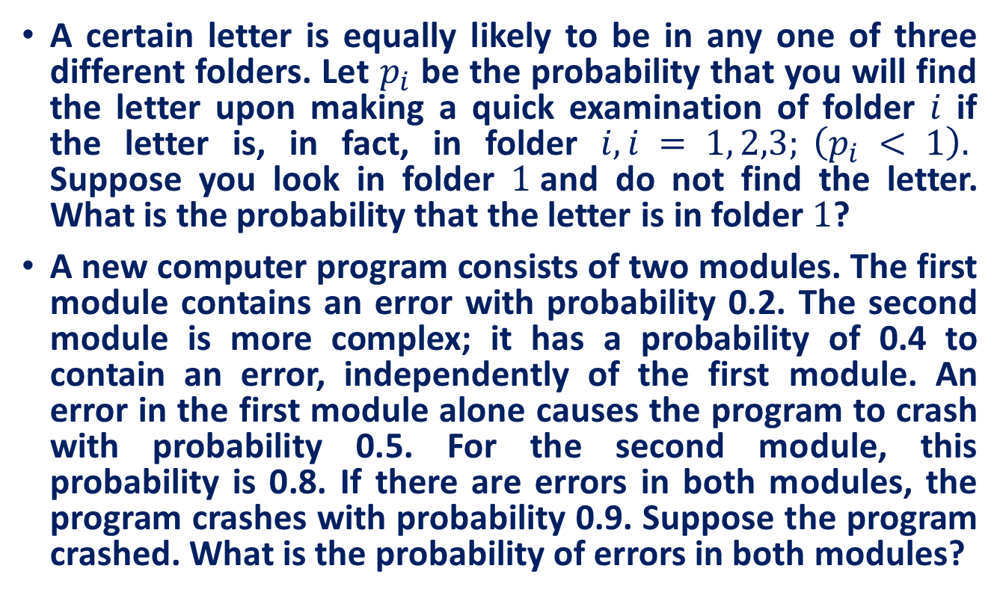 • A certain letter is equally likely to be in any one of three
different folders. Let pᵢ be the probability that you will find
the letter upon making a quick examination of folder i if
the letter is, in fact, in folder i, i = 1, 2,3; (pᵢ < 1).
Suppose you look in folder 1 and do not find the letter.
What is the probability that the letter is in folder 1?
• A new computer program consists of two modules. The first
module contains an error with probability 0.2. The second
module is more complex; it has a probability of 0.4 to
contain an error, independently of the first module. An
error in the first module alone causes the program to crash
with probability 0.5. For the second module, this
probability is 0.8. If there are errors in both modules, the
program crashes with probability 0.9. Suppose the program
crashed. What is the probability of errors in both modules?